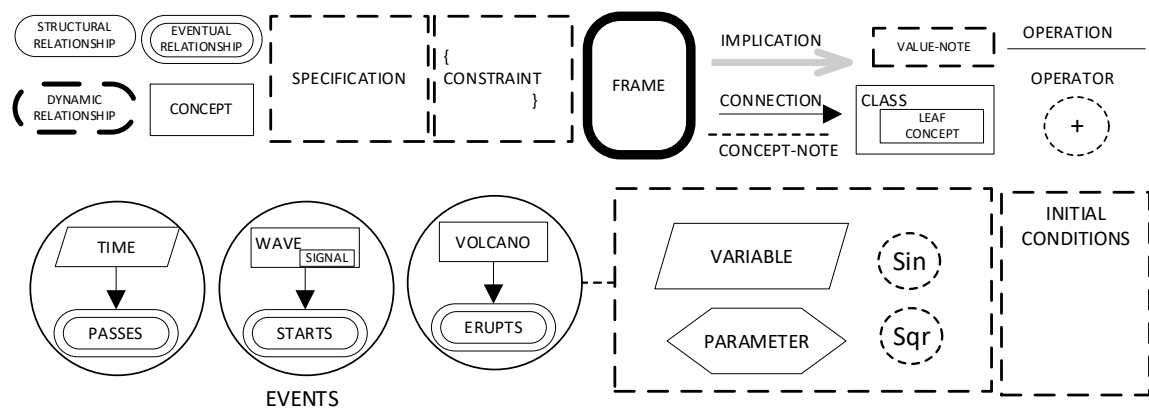 STRUCTURAL
RELATIONSHIP
EVENTUAL
RELATIONSHIP
DYNAMIC
RELATIONSHIP
CONCEPT
SPECIFICATION
{
CONSTRAINT
}
FRAME
IMPLICATION
CONNECTION
CONCEPT-NOTE
VALUE-NOTE
CLASS
LEAF
CONCEPT
OPERATION
OPERATOR
+
TIME
PASSES
WAVE
SIGNAL
STARTS
VOLCANO
ERUPTS
EVENTS
VARIABLE
Sin
PARAMETER
Sqr
INITIAL
CONDITIONS